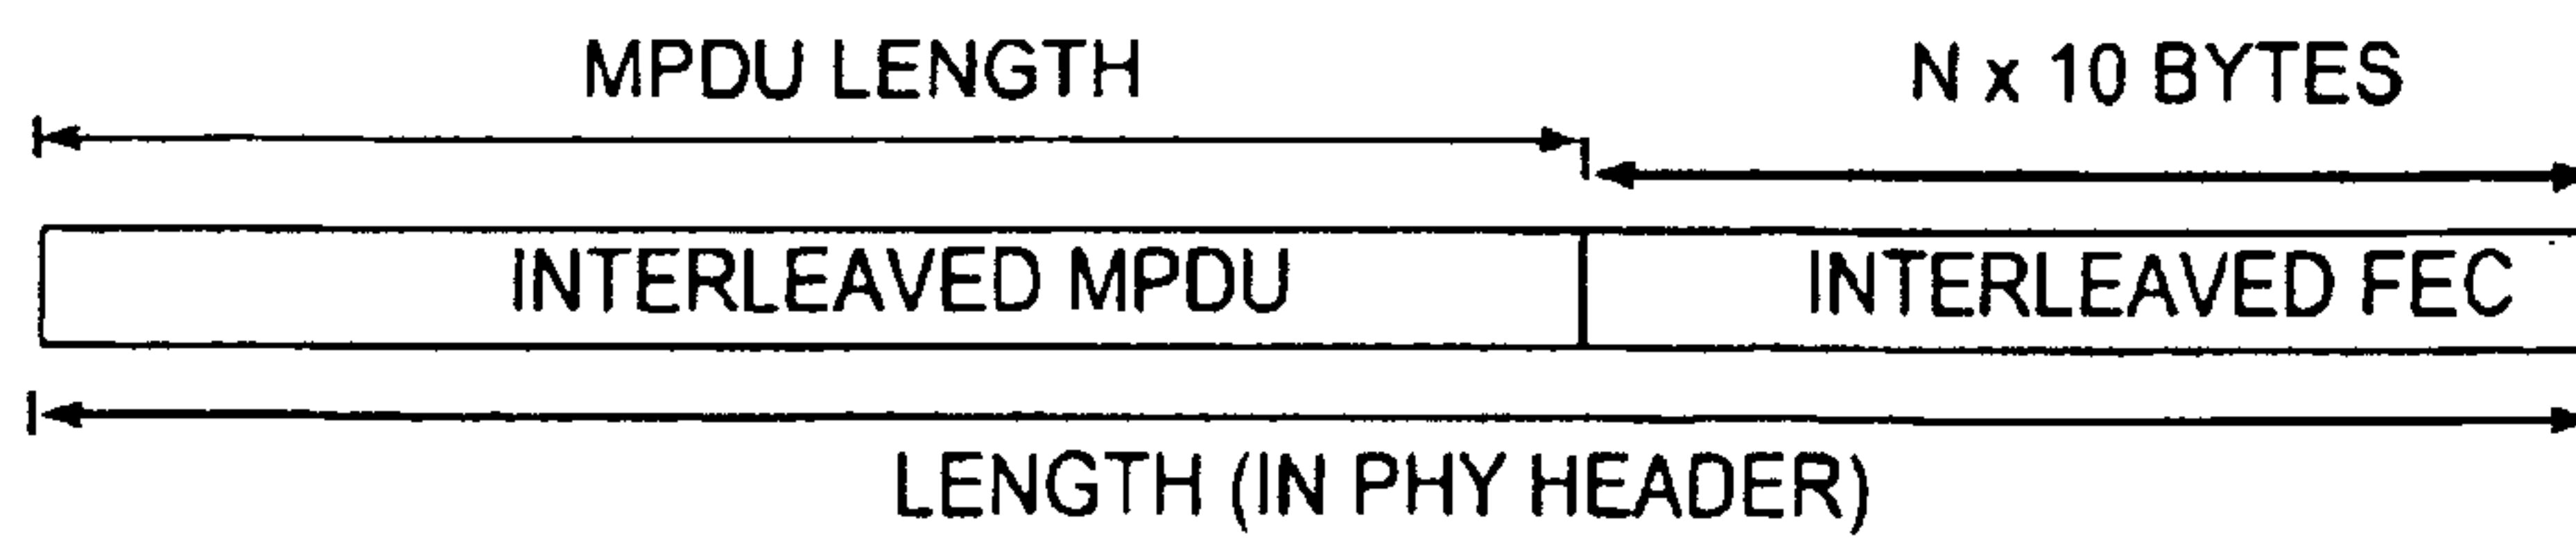 MPDU LENGTH
N x 10 BYTES
INTERLEAVED MPDU
INTERLEAVED FEC
LENGTH (IN PHY HEADER)